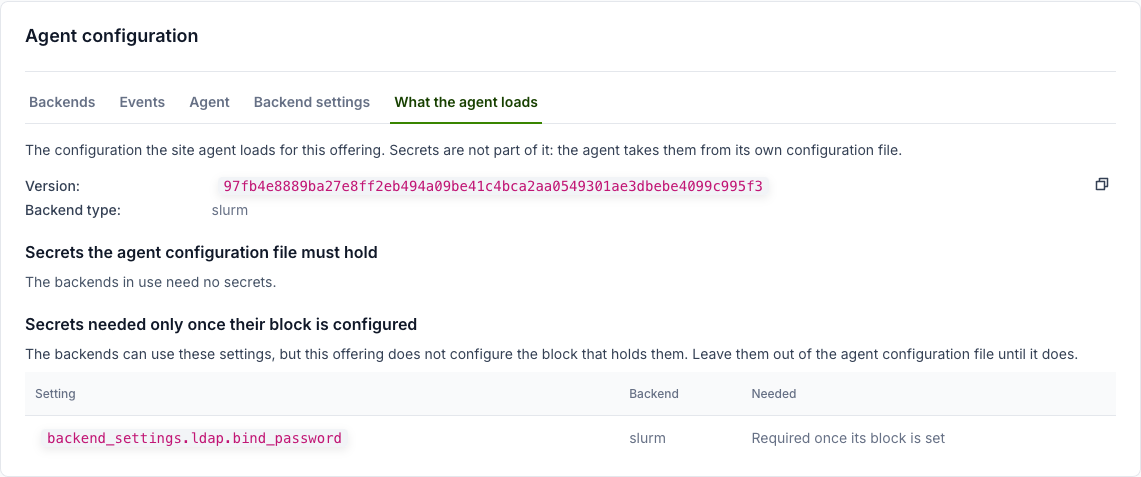 Agent configuration
Backends Events Agent Backend settings What the agent loads
The configuration the site agent loads for this offering. Secrets are not part of it: the agent takes them from its own configuration file.
Version: 97fb4e8889ba27e8ff2eb494a09be41c4bca2aa0549301ae3dbebe4099c995f3
Backend type: slurm
Secrets the agent configuration file must hold
The backends in use need no secrets.
Secrets needed only once their block is configured
The backends can use these settings, but this offering does not configure the block that holds them. Leave them out of the agent configuration file until it does.
Setting Backend Needed
backend_settings.ldap.bind_password slurm Required once its block is set